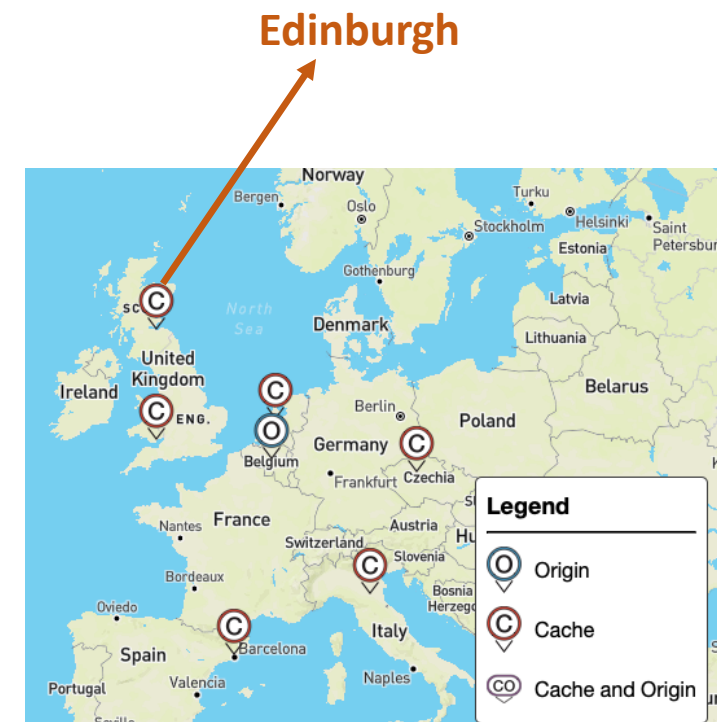 Edinburgh
Norway
Bergen
Oslo
Turku
Helsinki
Stockholm
Saint
Petersbur
Estonia
Gothenburg
Latvia
C
SC
North
Sea
Denmark
Lithuania
United
Kingdom
Ireland
C
Belarus
C
ENG.
Berlin
Poland
O
Germany
C
Belgium
Frankfurt
Czechia
Legend
Nantes
France
Austria
Switzerland
Slovenia
O
Origin
C
Bordeaux
Bosnia
Herzego
Oviedo
C
Italy
C
Cache
Barcelona
Spain
Naples
Valencia
Portugal
CO
Cache and Origin